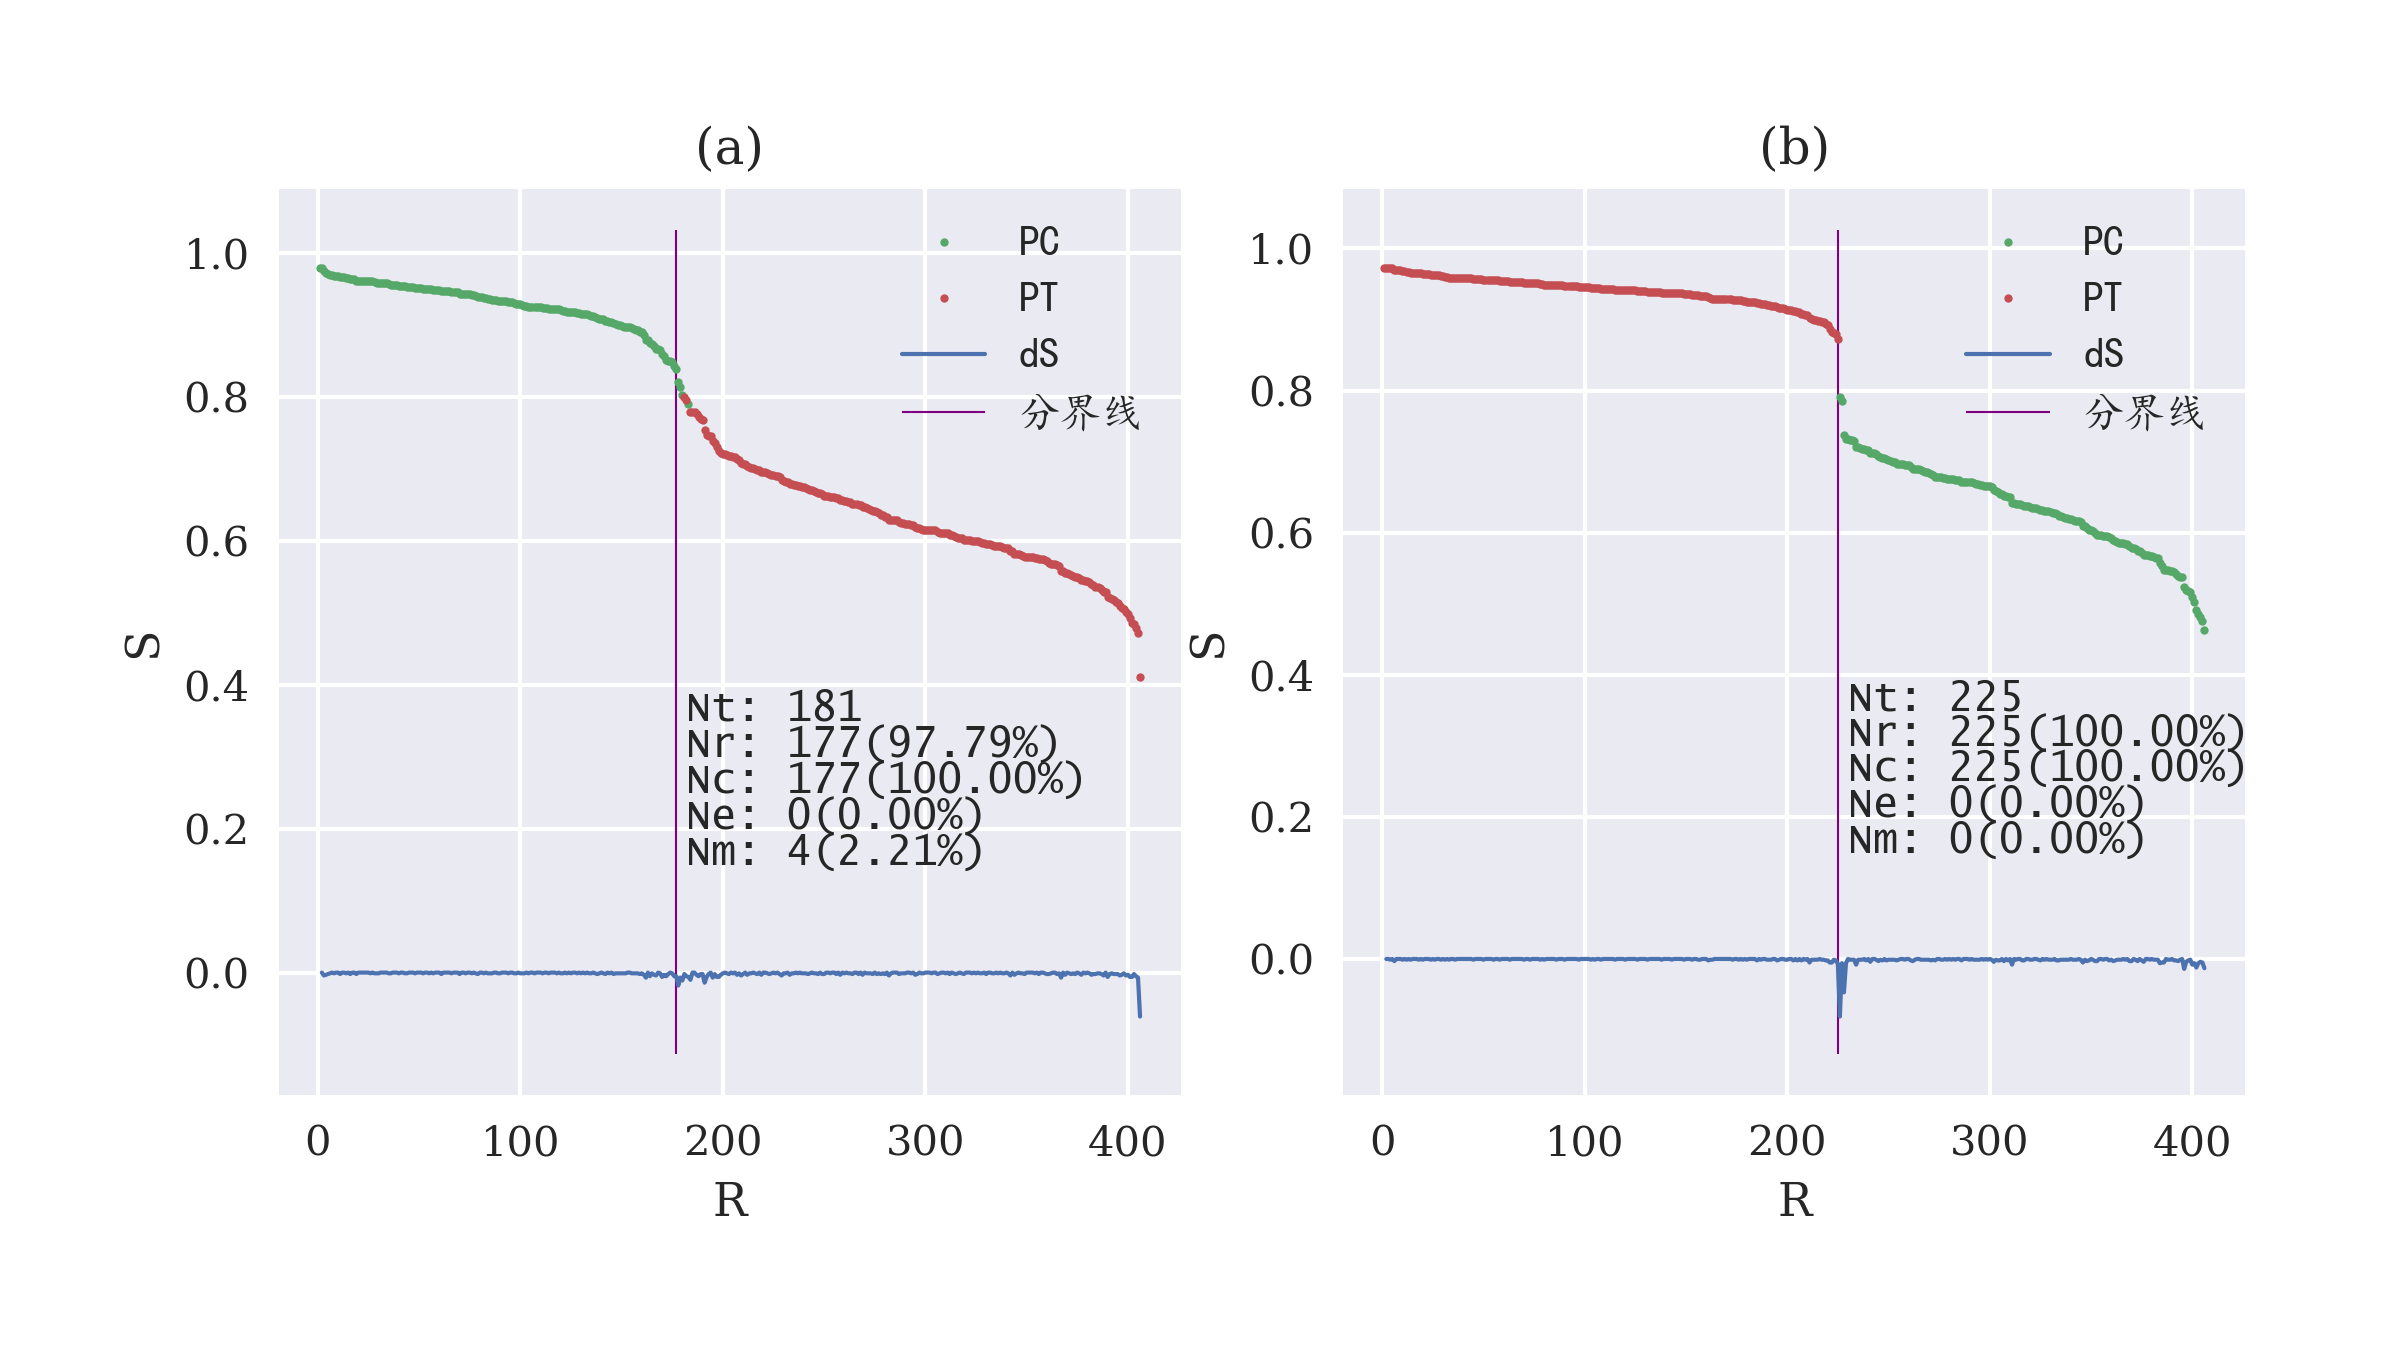 (a)
1.0
0.8
0.6
0.4
0.2
0.0
S
PC
PT
dS
分界线
Nt: 181
Nr: 177(97.79%)
Nc: 177(100.00%)
Ne: 0(0.00%)
Nm: 4(2.21%)
0 100 200 300 400
R
(b)
1.0
0.8
0.6
0.4
0.2
0.0
S
PC
PT
dS
分界线
Nt: 225
Nr: 225(100.00%)
Nc: 225(100.00%)
Ne: 0(0.00%)
Nm: 0(0.00%)
0 100 200 300 400
R